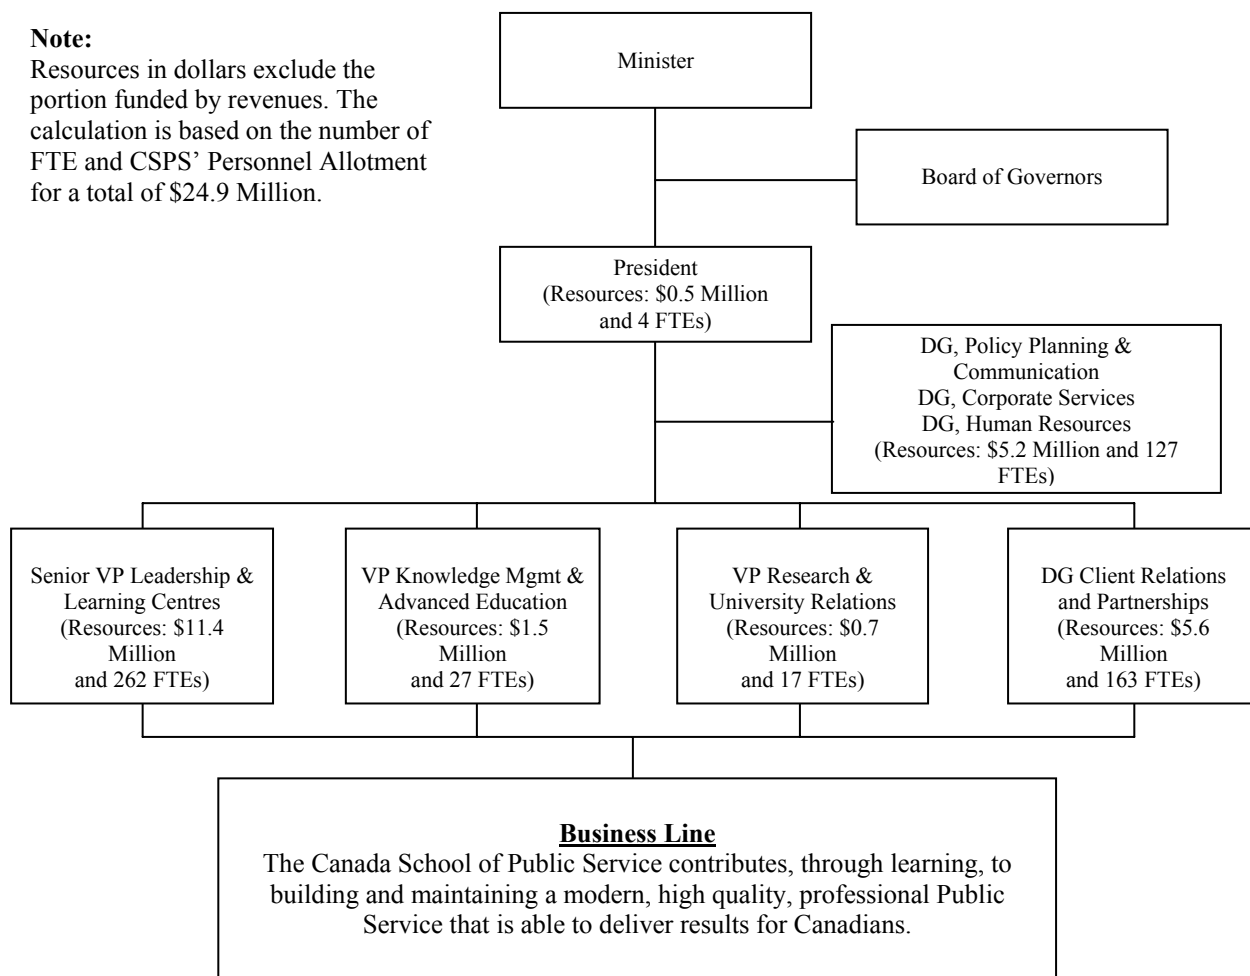 Note:
Resources in dollars exclude the
portion funded by revenues. The
calculation is based on the number of
FTE and CSPS’ Personnel Allotment
for a total of $24.9 Million.
Minister
Board of Governors
President
(Resources: $0.5 Million
and 4 FTEs)
DG, Policy Planning &
Communication
DG, Corporate Services
DG, Human Resources
(Resources: $5.2 Million and 127
FTEs)
Senior VP Leadership &
Learning Centres
(Resources: $11.4
Million
and 262 FTEs)
VP Knowledge Mgmt &
Advanced Education
(Resources: $1.5
Million
and 27 FTEs)
VP Research &
University Relations
(Resources: $0.7
Million
and 17 FTEs)
DG Client Relations
and Partnerships
(Resources: $5.6
Million
and 163 FTEs)
Business Line
The Canada School of Public Service contributes, through learning, to
building and maintaining a modern, high quality, professional Public
Service that is able to deliver results for Canadians.